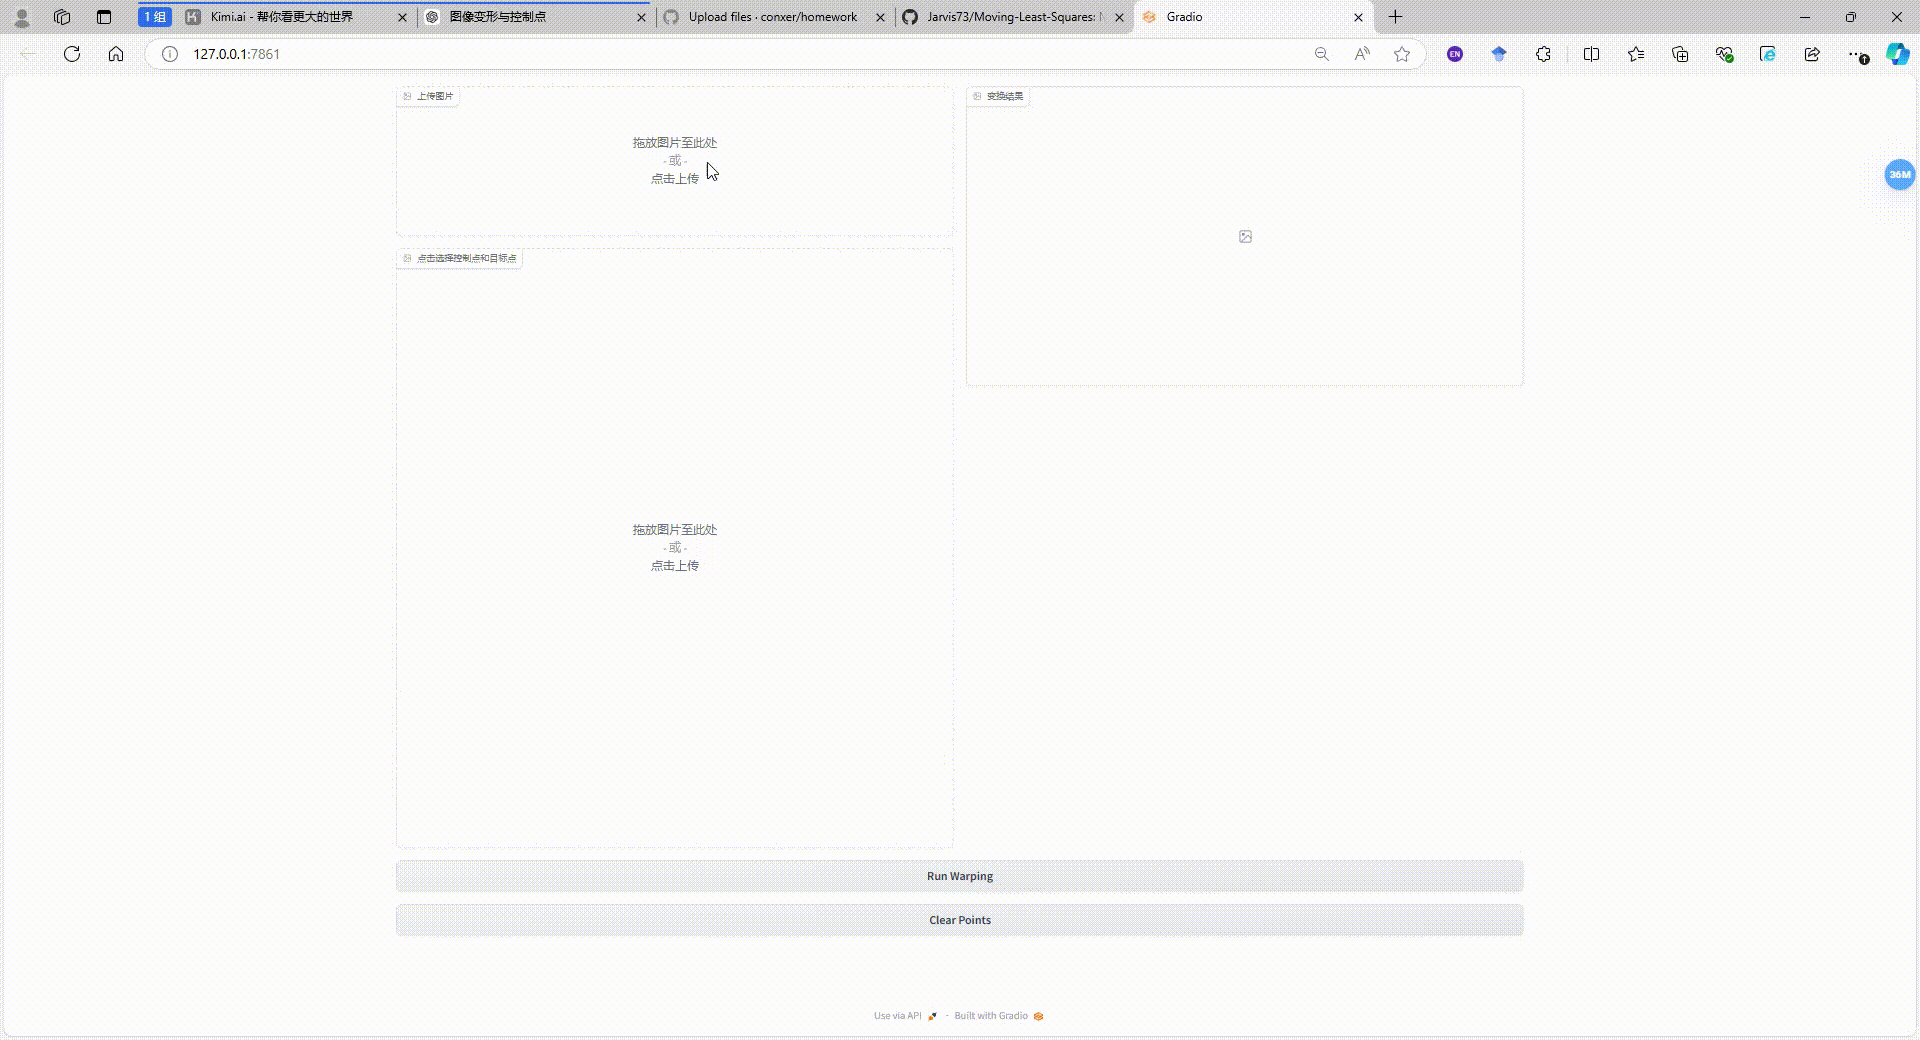 1 组
Kimi.ai - 帮你看更大的世界
图像变形与控制点
Upload files · conxer/homework
Jarvis73/Moving-Least-Squares:
Gradio
127.0.0.1:7861
EN
上传图片
拖放图片至此处
- 或 -
点击上传
变换结果
36M
点击选择控制点和目标点
拖放图片至此处
- 或 -
点击上传
Run Warping
Clear Points
Use via API · Built with Gradio